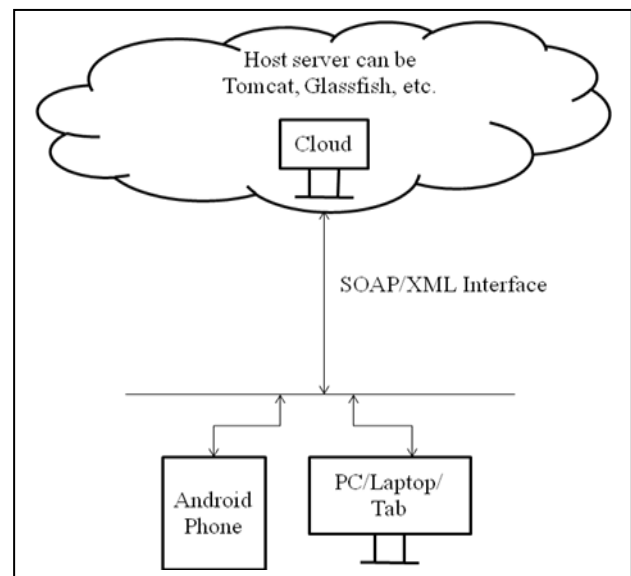 Host server can be
Tomcat, Glassfish, etc.
Cloud
SOAP/XML Interface
Android
Phone
PC/Laptop/
Tab